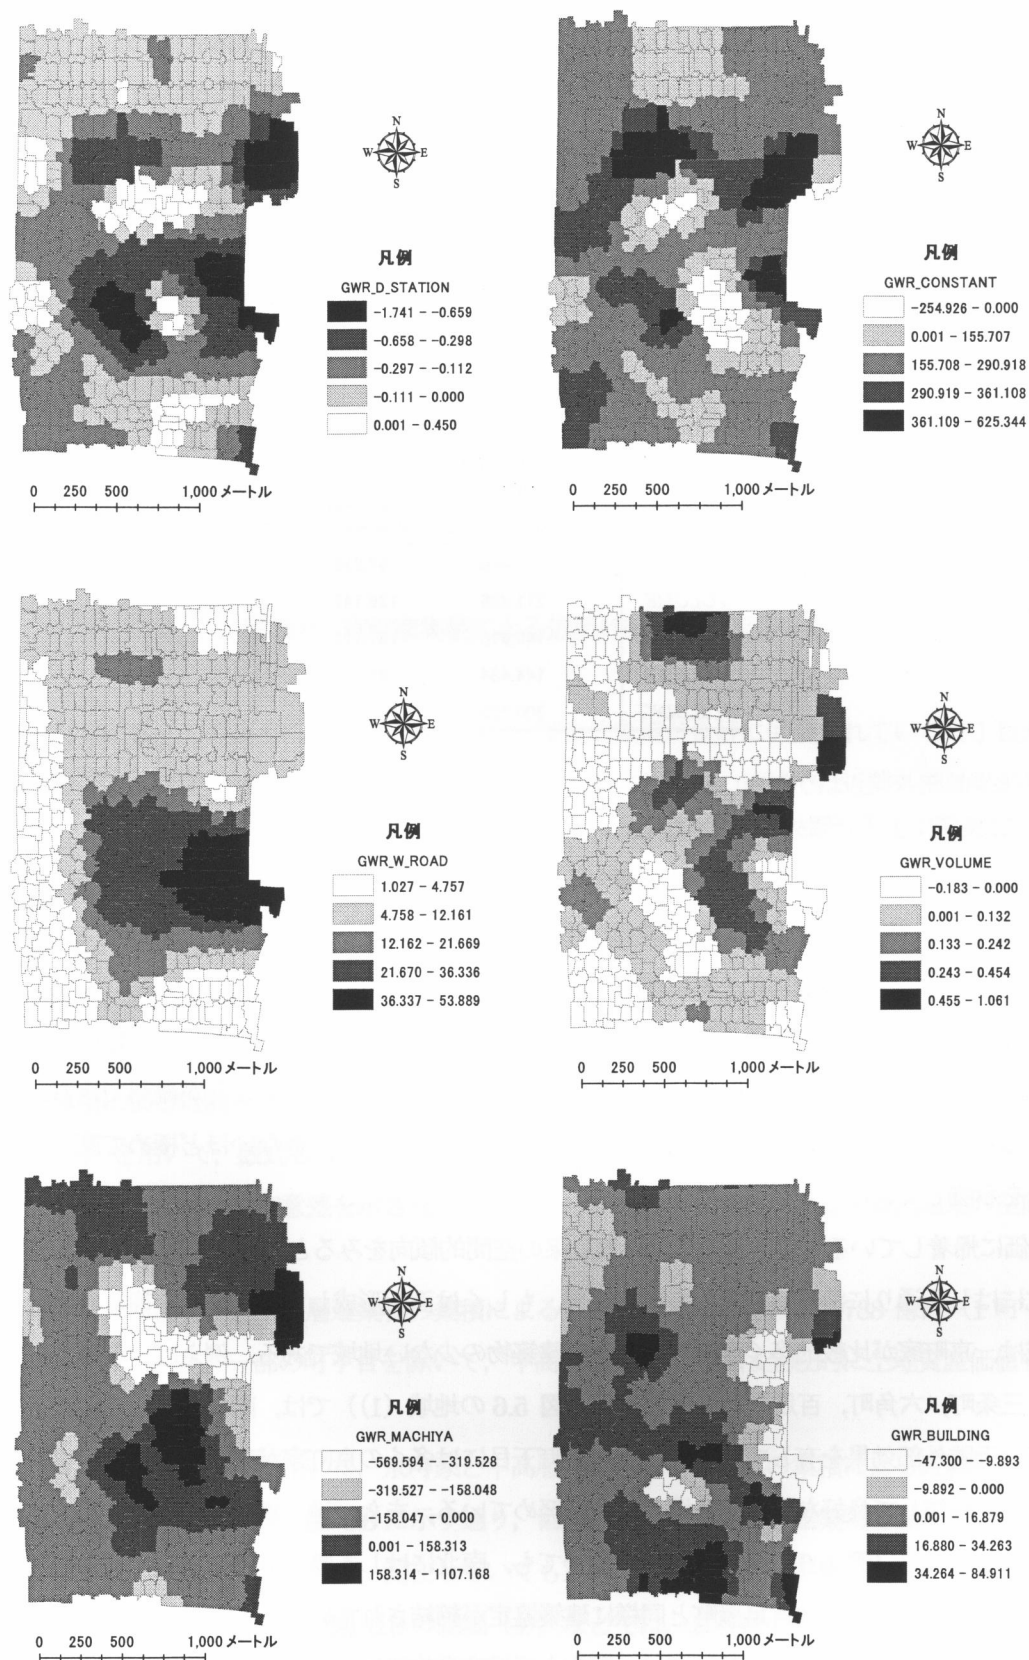 N
W E
S
凡例
GWR_D_STATION
-1.741 - -0.659
-0.658 - -0.298
-0.297 - -0.112
-0.111 - 0.000
0.001 - 0.450
0 250 500 1,000 メートル
N
W E
S
凡例
GWR_CONSTANT
-254.926 - 0.000
0.001 - 155.707
155.708 - 290.918
290.919 - 361.108
361.109 - 625.344
0 250 500 1,000 メートル
N
W E
S
凡例
GWR_W_ROAD
1.027 - 4.757
4.758 - 12.161
12.162 - 21.669
21.670 - 36.336
36.337 - 53.889
0 250 500 1,000 メートル
N
W E
S
凡例
GWR_VOLUME
-0.183 - 0.000
0.001 - 0.132
0.133 - 0.242
0.243 - 0.454
0.455 - 1.061
0 250 500 1,000 メートル
N
W E
S
凡例
GWR_MACHIYA
-569.594 - -319.528
-319.527 - -158.048
-158.047 - 0.000
0.001 - 158.313
158.314 - 1107.168
0 250 500 1,000 メートル
N
W E
S
凡例
GWR_BUILDING
-47.300 - -9.893
-9.892 - 0.000
0.001 - 16.879
16.880 - 34.263
34.264 - 84.911
0 250 500 1,000 メートル